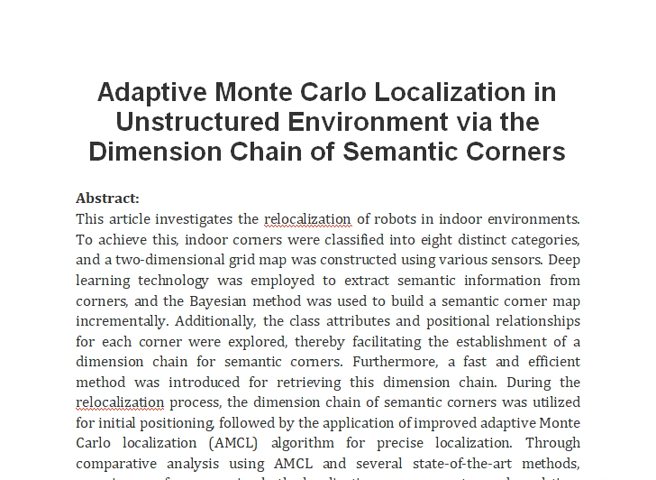 Adaptive Monte Carlo Localization in
Unstructured Environment via the
Dimension Chain of Semantic Corners
Abstract:
This article investigates the relocalization of robots in indoor environments.
To achieve this, indoor corners were classified into eight distinct categories,
and a two-dimensional grid map was constructed using various sensors. Deep
learning technology was employed to extract semantic information from
corners, and the Bayesian method was used to build a semantic corner map
incrementally. Additionally, the class attributes and positional relationships
for each corner were explored, thereby facilitating the establishment of a
dimension chain for semantic corners. Furthermore, a fast and efficient
method was introduced for retrieving this dimension chain. During the
relocalization process, the dimension chain of semantic corners was utilized
for initial positioning, followed by the application of improved adaptive Monte
Carlo localization (AMCL) algorithm for precise localization. Through
comparative analysis using AMCL and several state-of-the-art methods,